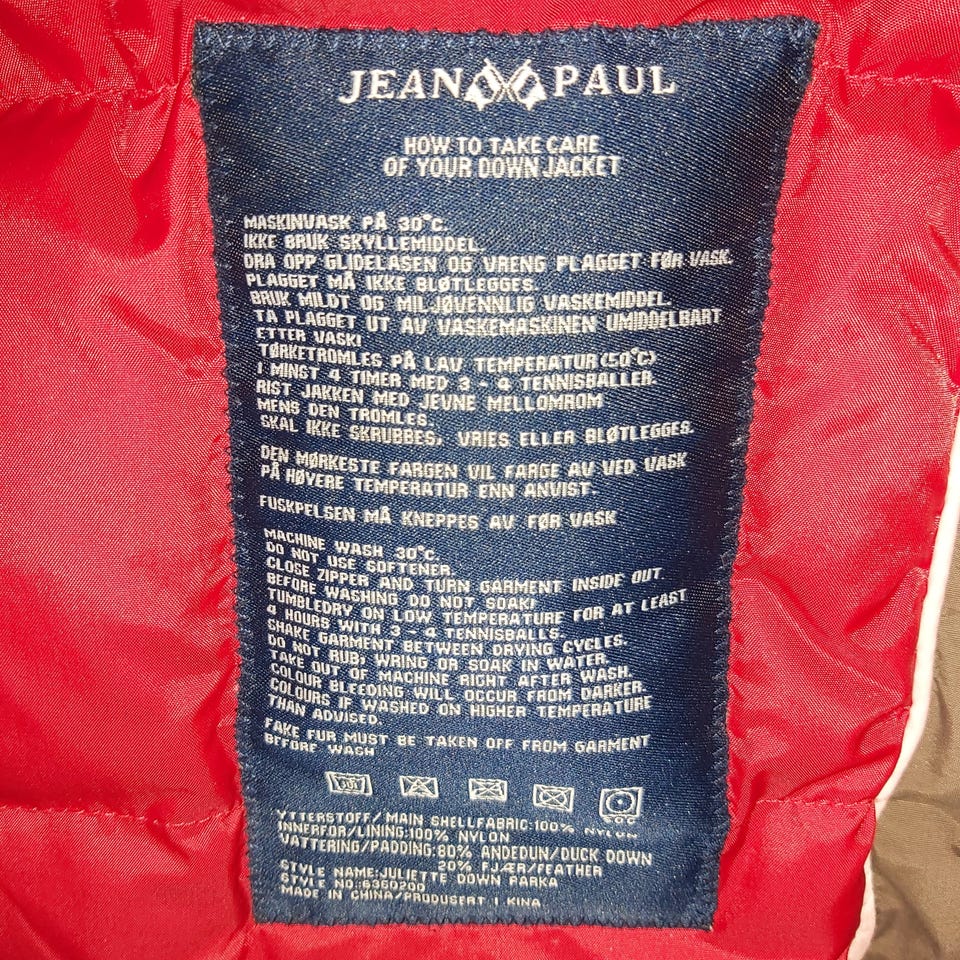 JEAN PAUL
HOW TO TAKE CARE
OF YOUR DOWN JACKET
MASKINVASK PÅ 30°C.
IKKE BRUK SKYLLEMIDDEL.
DRA OPP GLIDELÅSEN OG VRENG PLAGGET FØR VASK.
PLAGGET MÅ IKKE BLØTLEGGES.
BRUK MILDT OG MILJØVENNLIG VASKEMIDDEL.
TA PLAGGET UT AV VASKEMASKINEN UMIDDELBART
ETTER VASK!
TØRKETROMLES PÅ LAV TEMPERATUR (50°C)
I MINST 4 TIMER MED 3 - 4 TENNISBALLER.
RIST JAKKEN MED JEVNE MELLOMROM
MENS DEN TROMLES.
SKAL IKKE SKRUBBES, VRIES ELLER BLØTLEGGES.
DEN MØRKESTE FARGEN VIL FARGE AV VED VASK
PÅ HØYERE TEMPERATUR ENN ANVIST.
FUSKPELSEN MÅ KNEPPES AV FØR VASK
MACHINE WASH 30°C.
DO NOT USE SOFTENER.
CLOSE ZIPPER AND TURN GARMENT INSIDE OUT
BEFORE WASHING DO NOT SOAK!
TUMBLEDRY ON LOW TEMPERATURE FOR AT LEAST
4 HOURS WITH 3 - 4 TENNISBALLS.
SHAKE GARMENT BETWEEN DRYING CYCLES.
DO NOT RUB, WRING OR SOAK IN WATER.
TAKE OUT OF MACHINE RIGHT AFTER WASH.
COLOUR BLEEDING WILL OCCUR FROM DARKER
COLOURS IF WASHED ON HIGHER TEMPERATURE
THAN ADVISED.
FAKE FUR MUST BE TAKEN OFF FROM GARMENT
BEFORE WASH
YTTERSTOFF/MAIN SHELLFABRIC:100% NYLON
INNERFOR/LINING:100% NYLON
VATTERING/PADDING:80% ANDEDUN/DUCK DOWN
20% FJÆR/FEATHER
STYLE NAME:JULIETTE DOWN PARKA
STYLE NO.:6360200
MADE IN CHINA/PRODUSERT I KINA